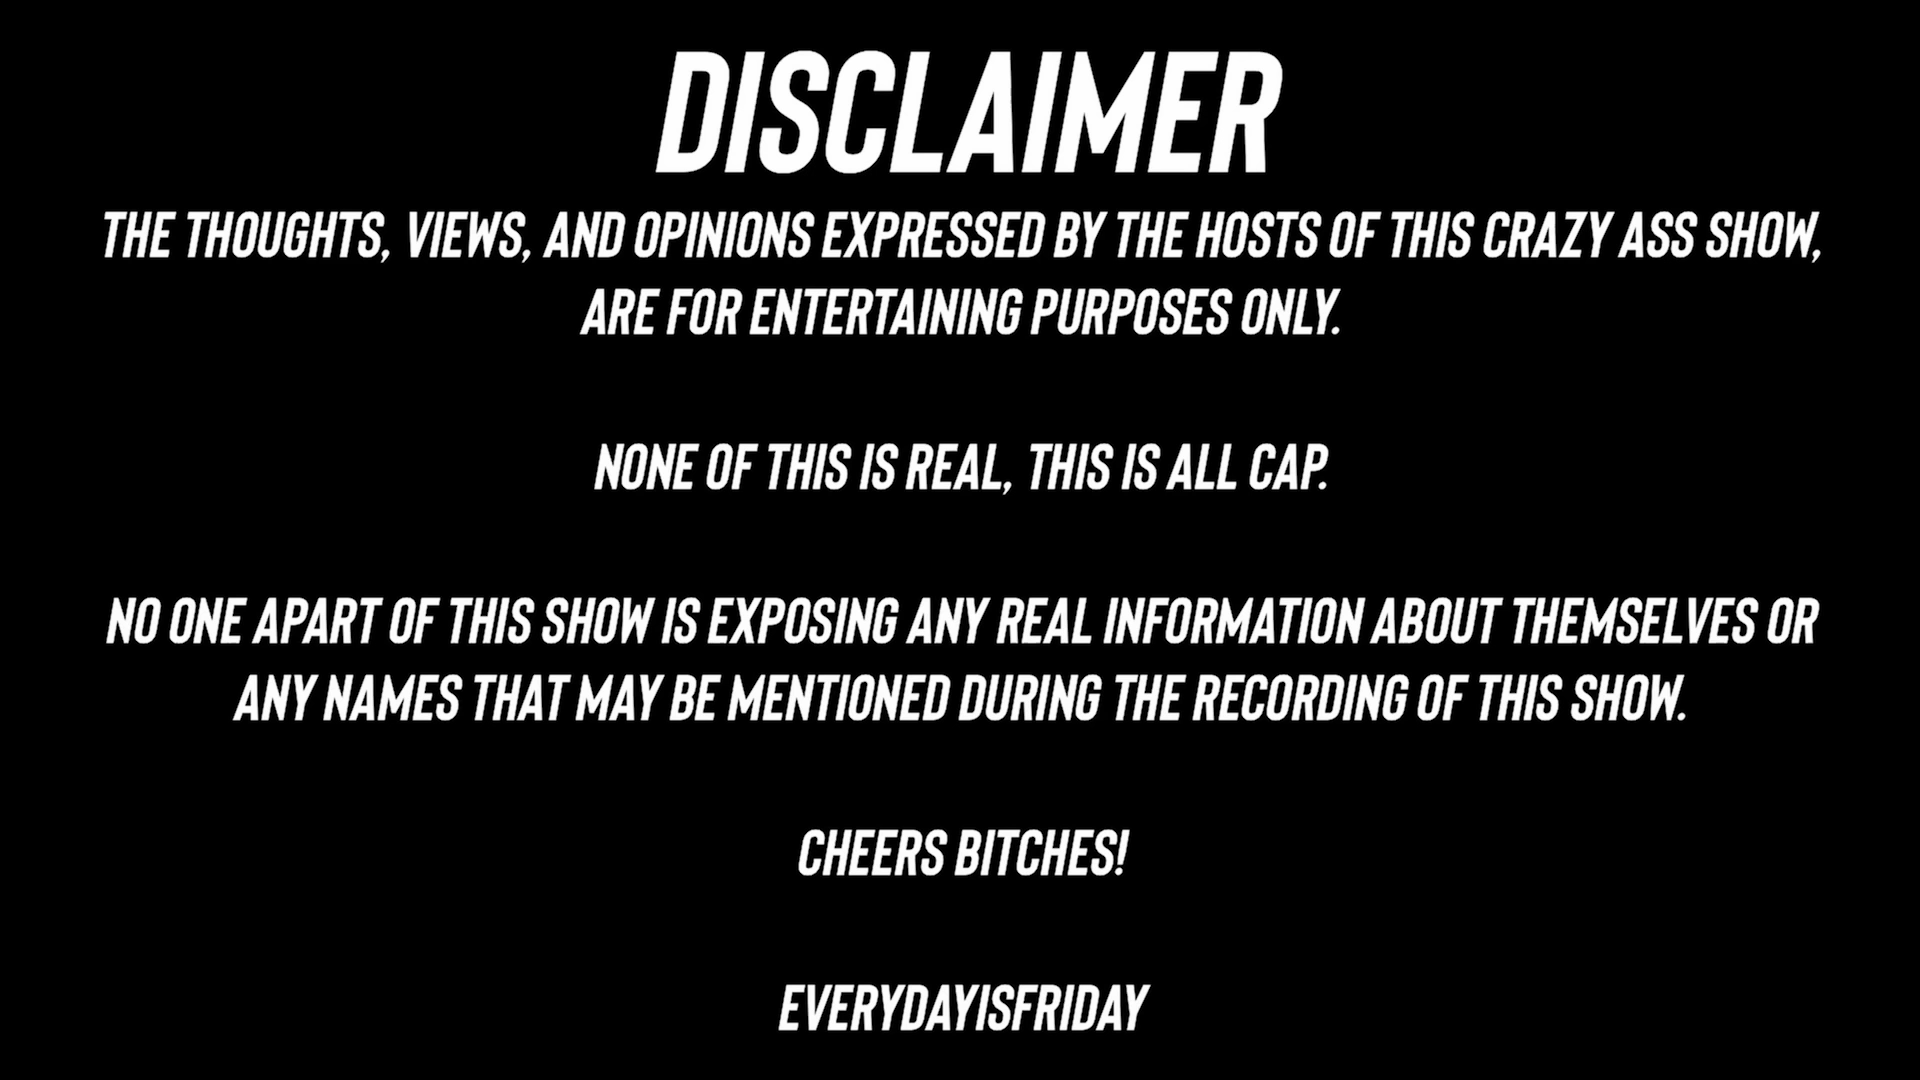 DISCLAIMER
THE THOUGHTS, VIEWS, AND OPINIONS EXPRESSED BY THE HOSTS OF THIS CRAZY ASS SHOW,
ARE FOR ENTERTAINING PURPOSES ONLY.
NONE OF THIS IS REAL, THIS IS ALL CAP.
NO ONE APART OF THIS SHOW IS EXPOSING ANY REAL INFORMATION ABOUT THEMSELVES OR
ANY NAMES THAT MAY BE MENTIONED DURING THE RECORDING OF THIS SHOW.
CHEERS BITCHES!
EVERYDAYISFRIDAY